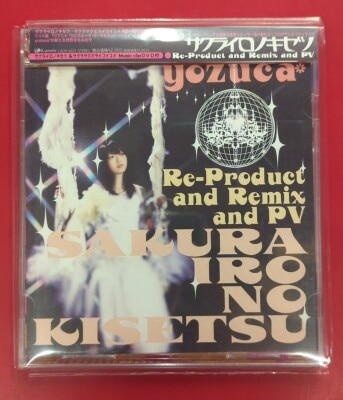 サクライロノキセツ
Re-Product and Remix and PV
yozuca*
Re-Product
and Remix
and PV
SAKURA
IRO
NO
KISETSU